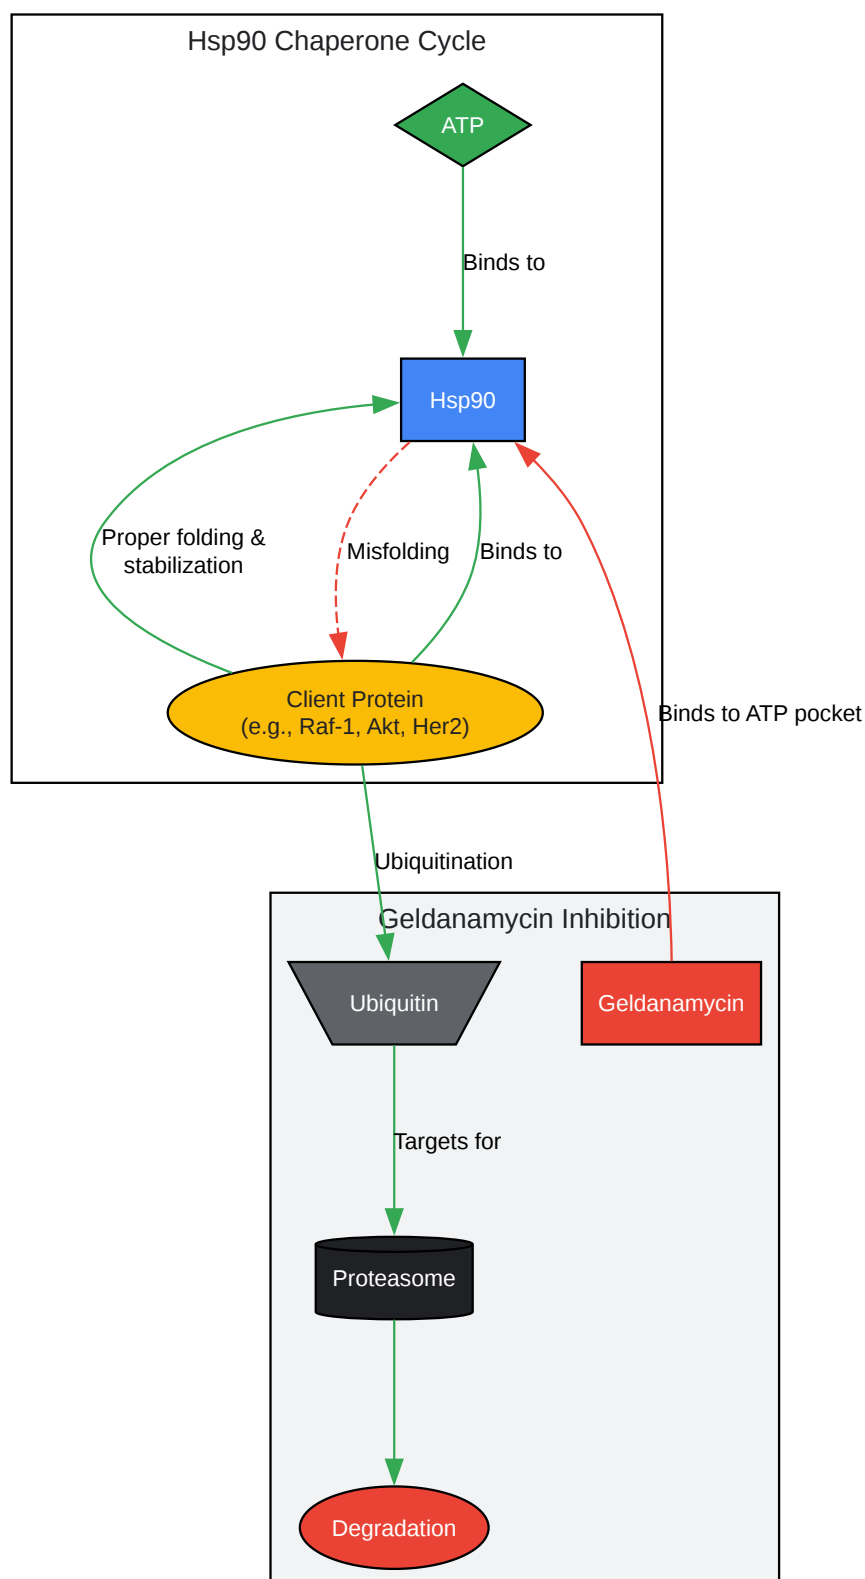 Hsp90 Chaperone Cycle
ATP
Binds to
Hsp90
Proper folding &
stabilization
Misfolding
Binds to
Client Protein
(e.g., Raf-1, Akt, Her2)
Binds to ATP pocket
Ubiquitination
Geldanamycin Inhibition
Ubiquitin
Geldanamycin
Targets for
Proteasome
Degradation